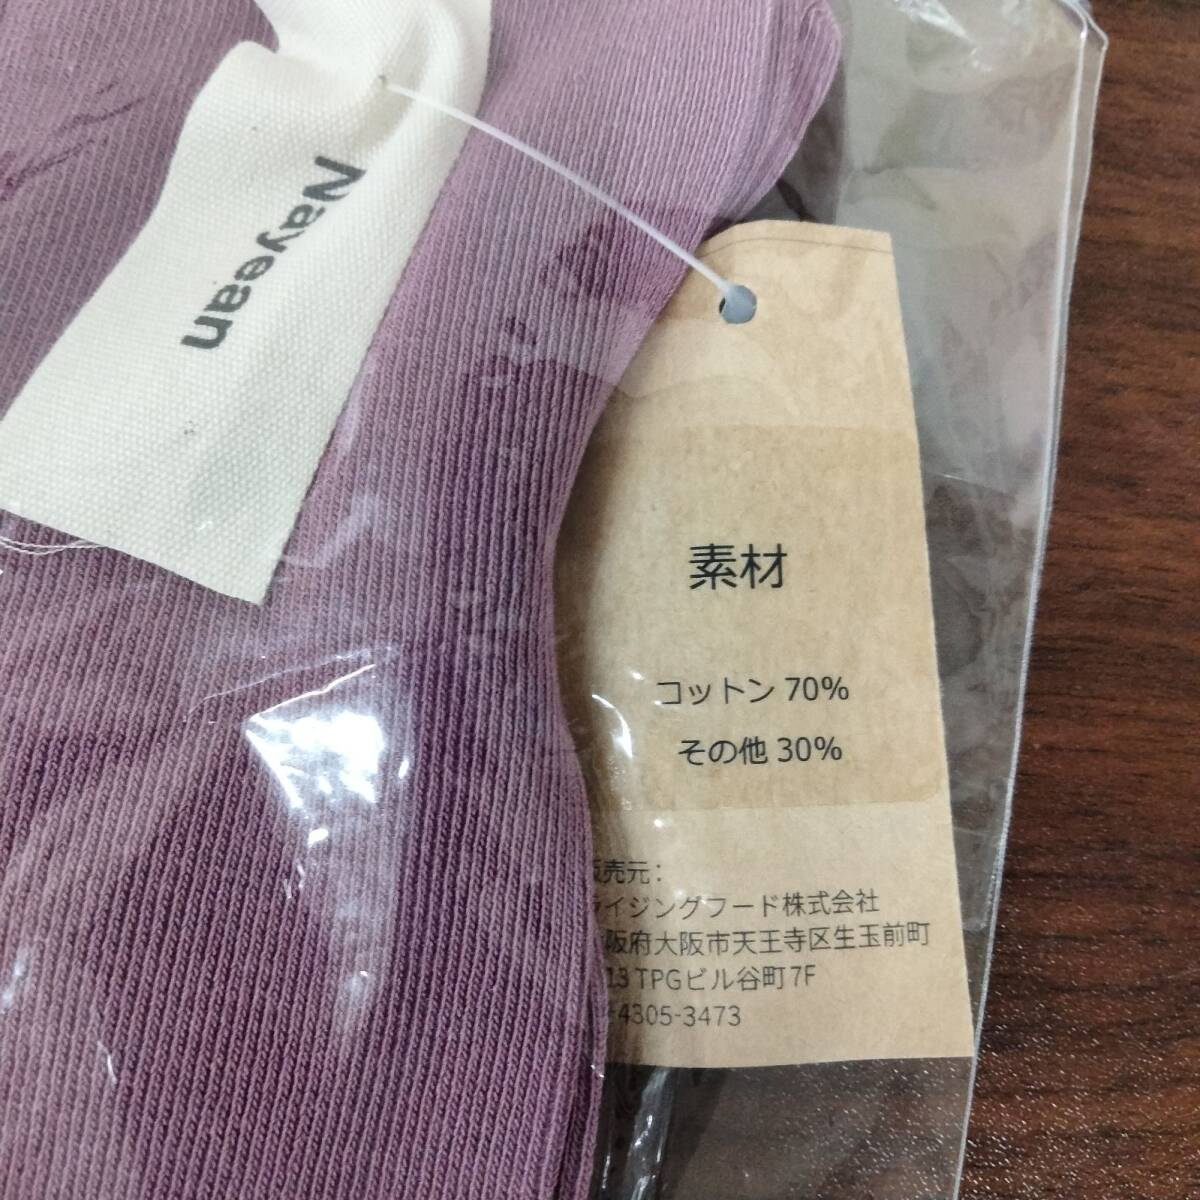 Nayean
素材
コットン 70%
その他 30%
売元：
ライジングフード株式会社
阪府大阪市天王寺区生玉前町
13 TPGビル谷町7F
-4305-3473